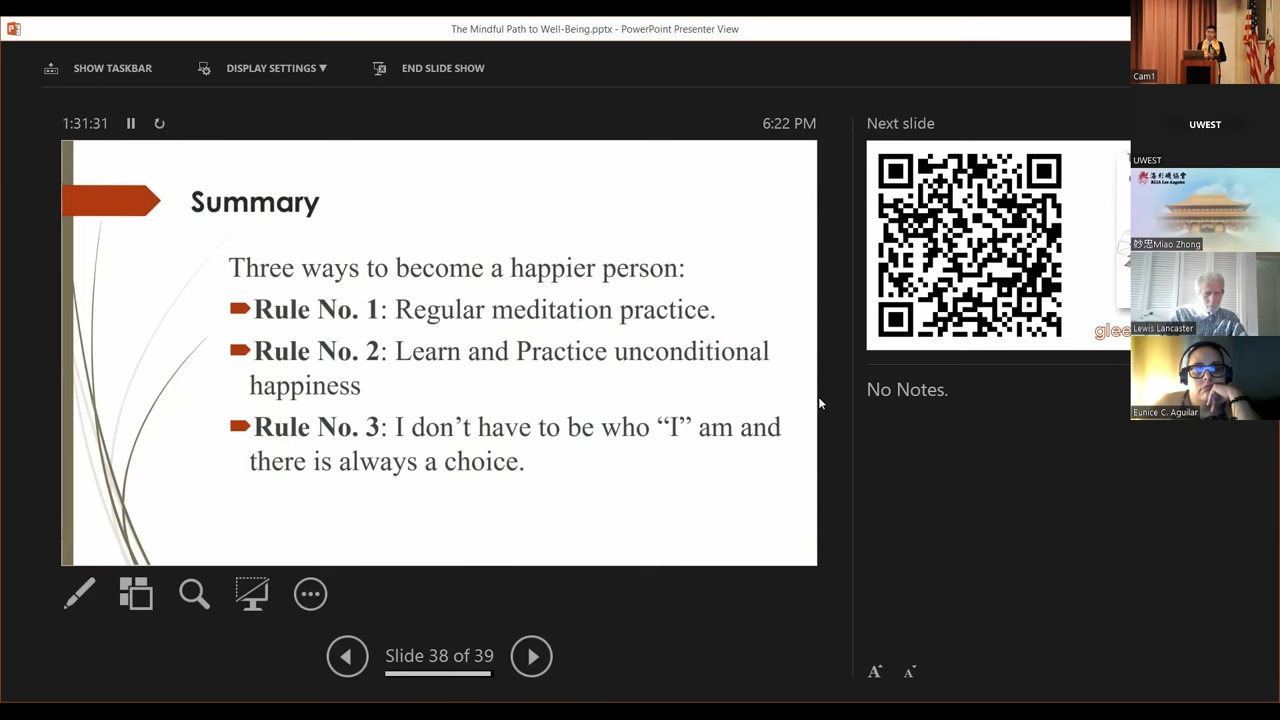 The Mindful Path to Well-Being.pptx - PowerPoint Presenter View
SHOW TASKBAR
DISPLAY SETTINGS ▼
END SLIDE SHOW
1:31:31
6:22 PM
Next slide
Summary
Three ways to become a happier person:
Rule No. 1: Regular meditation practice.
Rule No. 2: Learn and Practice unconditional
happiness
Rule No. 3: I don’t have to be who “I” am and
there is always a choice.
No Notes.
Slide 38 of 39
Cam1
UWEST
UWEST
BLIA Los Angeles
妙忠Miao Zhong
Lewis Lancaster
Eunice C. Aguilar